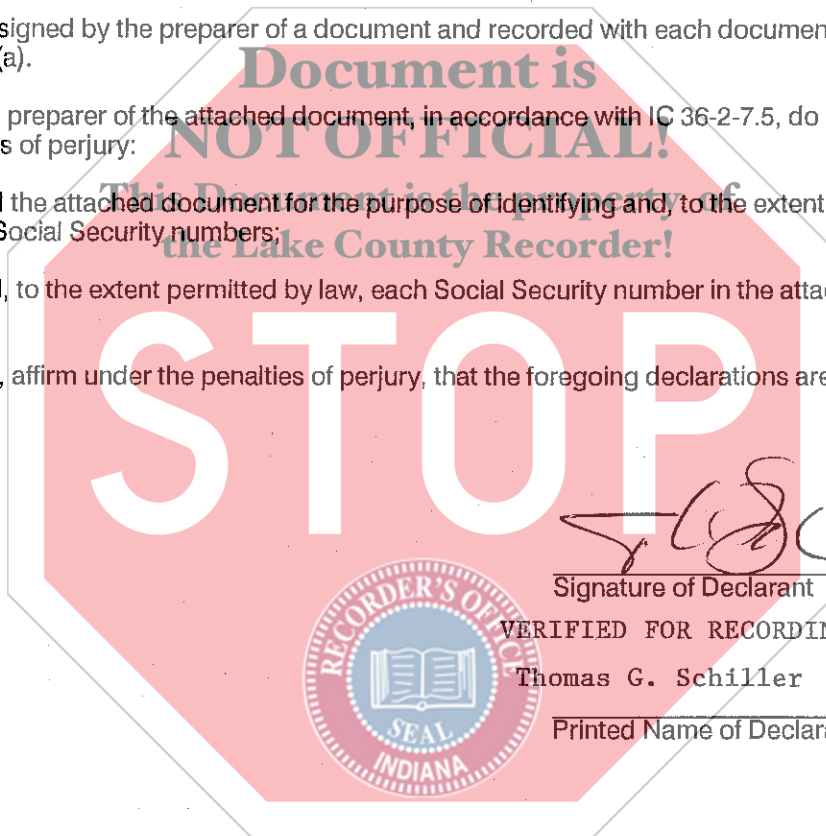 signed by the preparer of a document and recorded with each documen
(a).
Document is
preparer of the attached document, in accordance with IC 36-2-7.5, do
s of perjury:
NOT OFFICIAL!
the attached document for the purpose of identifying and, to the extent
This Document is the property of
Social Security numbers;
the Lake County Recorder!
, to the extent permitted by law, each Social Security number in the atta
STOP
, affirm under the penalties of perjury, that the foregoing declarations are
Signature of Declarant
VERIFIED FOR RECORDIN
Thomas G. Schiller
Printed Name of Declara
RECORDER'S OFFICE
SEAL
INDIANA